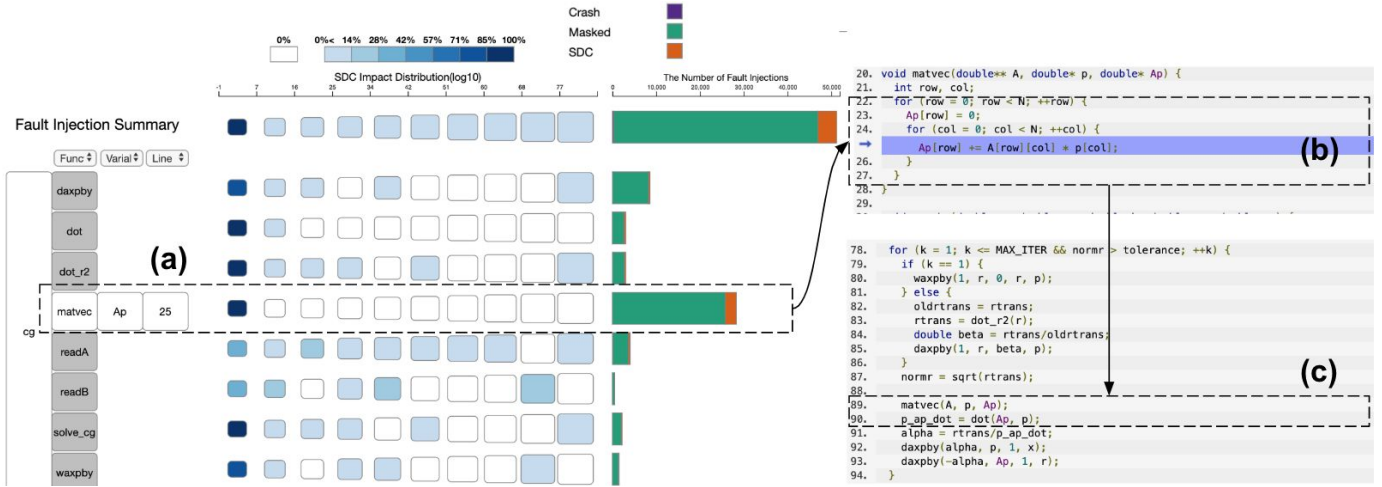 Crash
Masked
SDC
0% 0%< 14% 28% 42% 57% 71% 85% 100%
SDC Impact Distribution(log10)
The Number of Fault Injections
-1 7 16 25 34 42 51 60 68 77
0 10,000 20,000 30,000 40,000 50,000
Fault Injection Summary
Func Varial Line
cg
daxpby
dot
(a)
dot_r2
matvec Ap 25
readA
readB
solve_cg
waxpby
20. void matvec(double** A, double* p, double* Ap) {
21. int row, col;
22. for (row = 0; row < N; ++row) {
23. Ap[row] = 0;
24. for (col = 0; col < N; ++col) {
Ap[row] += A[row][col] * p[col];
26. }
27. }
28. }
29.
(b)
78. for (k = 1; k <= MAX_ITER && normr > tolerance; ++k) {
79. if (k == 1) {
80. waxpby(1, r, 0, r, p);
81. } else {
82. oldrtrans = rtrans;
83. rtrans = dot_r2(r);
84. double beta = rtrans/oldrtrans;
85. daxpby(1, r, beta, p);
86. }
87. normr = sqrt(rtrans);
88.
(c)
89. matvec(A, p, Ap);
90. p_ap_dot = dot(Ap, p);
91. alpha = rtrans/p_ap_dot;
92. daxpby(alpha, p, 1, x);
93. daxpby(-alpha, Ap, 1, r);
94. }